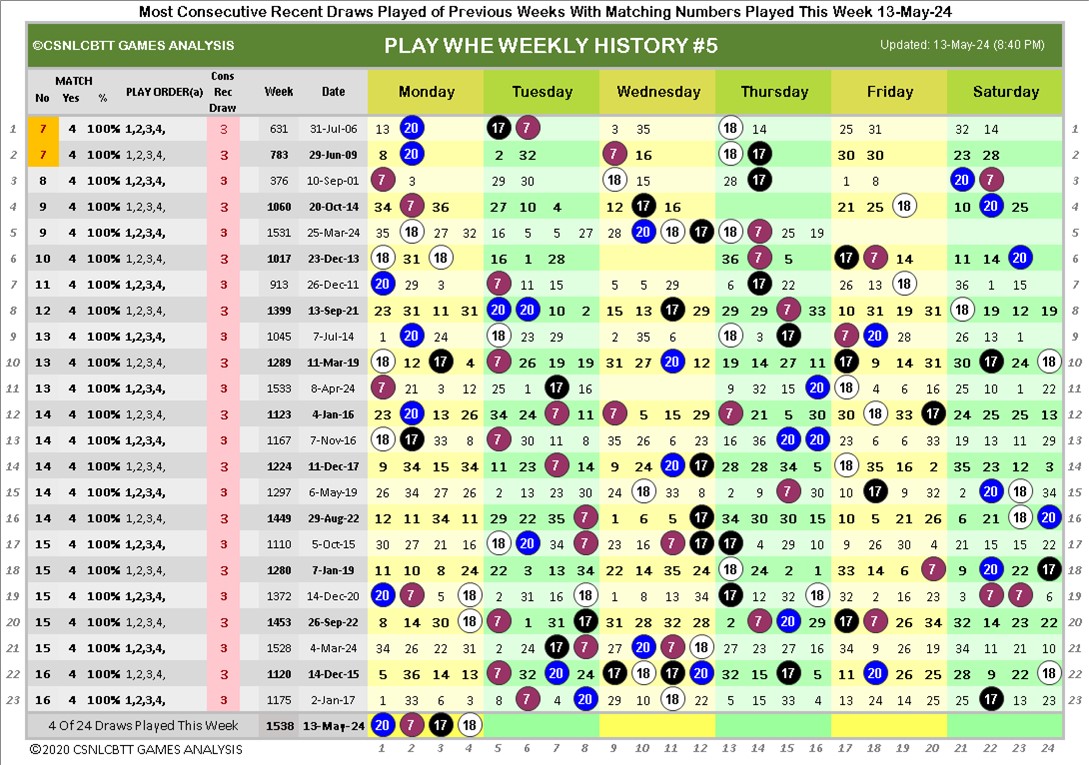 Most Consecutive Recent Draws Played of Previous Weeks With Matching Numbers Played This Week 13-May-24
©CSNLCBTT GAMES ANALYSIS PLAY WHE WEEKLY HISTORY #5 Updated: 13-May-24 (8:40 PM)
No MATCH Yes % PLAY ORDER(a) Cons Rec Draw Week Date Monday Tuesday Wednesday Thursday Friday Saturday
1 7 4 100% 1,2,3,4, 3 631 31-Jul-06 13 20 17 7 3 35 18 14 25 31 32 14 1
2 7 4 100% 1,2,3,4, 3 783 29-Jun-09 8 20 2 32 7 16 18 17 30 30 23 28 2
3 8 4 100% 1,2,3,4, 3 376 10-Sep-01 7 3 29 30 18 15 28 17 1 8 20 7 3
4 9 4 100% 1,2,3,4, 3 1060 20-Oct-14 34 7 36 27 10 4 12 17 16 21 25 18 10 20 25 4
5 9 4 100% 1,2,3,4, 3 1531 25-Mar-24 35 18 27 32 16 5 5 27 28 20 18 17 18 7 25 19 5
6 10 4 100% 1,2,3,4, 3 1017 23-Dec-13 18 31 18 16 1 28 36 7 5 17 7 14 11 14 20 6
7 11 4 100% 1,2,3,4, 3 913 26-Dec-11 20 29 3 7 11 15 5 5 29 6 17 22 26 13 18 36 1 15 7
8 12 4 100% 1,2,3,4, 3 1399 13-Sep-21 23 31 11 31 20 20 10 2 15 13 17 29 29 29 7 33 10 31 19 31 18 19 12 19 8
9 13 4 100% 1,2,3,4, 3 1045 7-Jul-14 1 20 24 18 23 29 2 35 6 18 3 17 7 20 28 26 13 1 9
10 13 4 100% 1,2,3,4, 3 1289 11-Mar-19 18 12 17 4 7 26 19 19 31 27 20 12 19 14 27 11 17 9 14 31 30 17 24 18 10
11 13 4 100% 1,2,3,4, 3 1533 8-Apr-24 7 21 3 12 25 1 17 16 9 32 15 20 18 4 6 16 25 10 1 22 11
12 14 4 100% 1,2,3,4, 3 1123 4-Jan-16 23 20 13 26 34 24 7 11 7 5 15 29 7 21 5 30 30 18 33 17 24 25 25 13 12
13 14 4 100% 1,2,3,4, 3 1167 7-Nov-16 18 17 33 8 7 30 11 8 35 26 6 23 16 36 20 20 23 6 6 33 19 13 11 29 13
14 14 4 100% 1,2,3,4, 3 1224 11-Dec-17 9 34 15 34 11 23 7 14 9 24 20 17 28 28 34 5 18 35 16 2 35 23 12 3 14
15 14 4 100% 1,2,3,4, 3 1297 6-May-19 26 34 27 26 2 13 23 30 24 18 33 8 2 9 7 30 10 17 9 32 2 20 18 34 15
16 14 4 100% 1,2,3,4, 3 1449 29-Aug-22 12 11 34 11 29 22 35 7 1 6 5 17 34 30 30 15 10 5 21 26 6 21 18 20 16
17 15 4 100% 1,2,3,4, 3 1110 5-Oct-15 30 27 21 16 18 20 34 7 23 16 7 17 17 4 29 10 9 26 30 4 21 15 15 22 17
18 15 4 100% 1,2,3,4, 3 1280 7-Jan-19 11 10 8 24 22 3 13 34 22 14 35 24 18 24 2 1 33 14 6 7 9 20 22 17 18
19 15 4 100% 1,2,3,4, 3 1372 14-Dec-20 20 7 5 18 2 31 16 18 1 29 28 9 17 12 32 18 32 2 16 23 3 7 7 6 19
20 15 4 100% 1,2,3,4, 3 1453 26-Sep-22 8 14 30 18 7 1 31 17 31 28 32 28 2 7 20 29 17 7 26 34 32 14 23 22 20
21 15 4 100% 1,2,3,4, 3 1528 4-Mar-24 34 26 22 31 2 24 17 7 27 20 7 18 27 23 27 16 34 9 26 19 34 11 21 10 21
22 16 4 100% 1,2,3,4, 3 1120 14-Dec-15 5 36 14 13 7 32 20 24 17 18 17 20 32 15 17 5 11 20 26 25 28 9 22 18 22
23 16 4 100% 1,2,3,4, 3 1175 2-Jan-17 1 33 6 3 6 7 4 20 29 10 18 22 5 15 33 4 13 24 14 25 25 17 13 29 23
4 Of 24 Draws Played This Week 1538 13-May-24 20 7 17 18
©2020 CSNLCBTT GAMES ANALYSIS 1 2 3 4 5 6 7 8 9 10 11 12 13 14 15 16 17 18 19 20 21 22 23 24